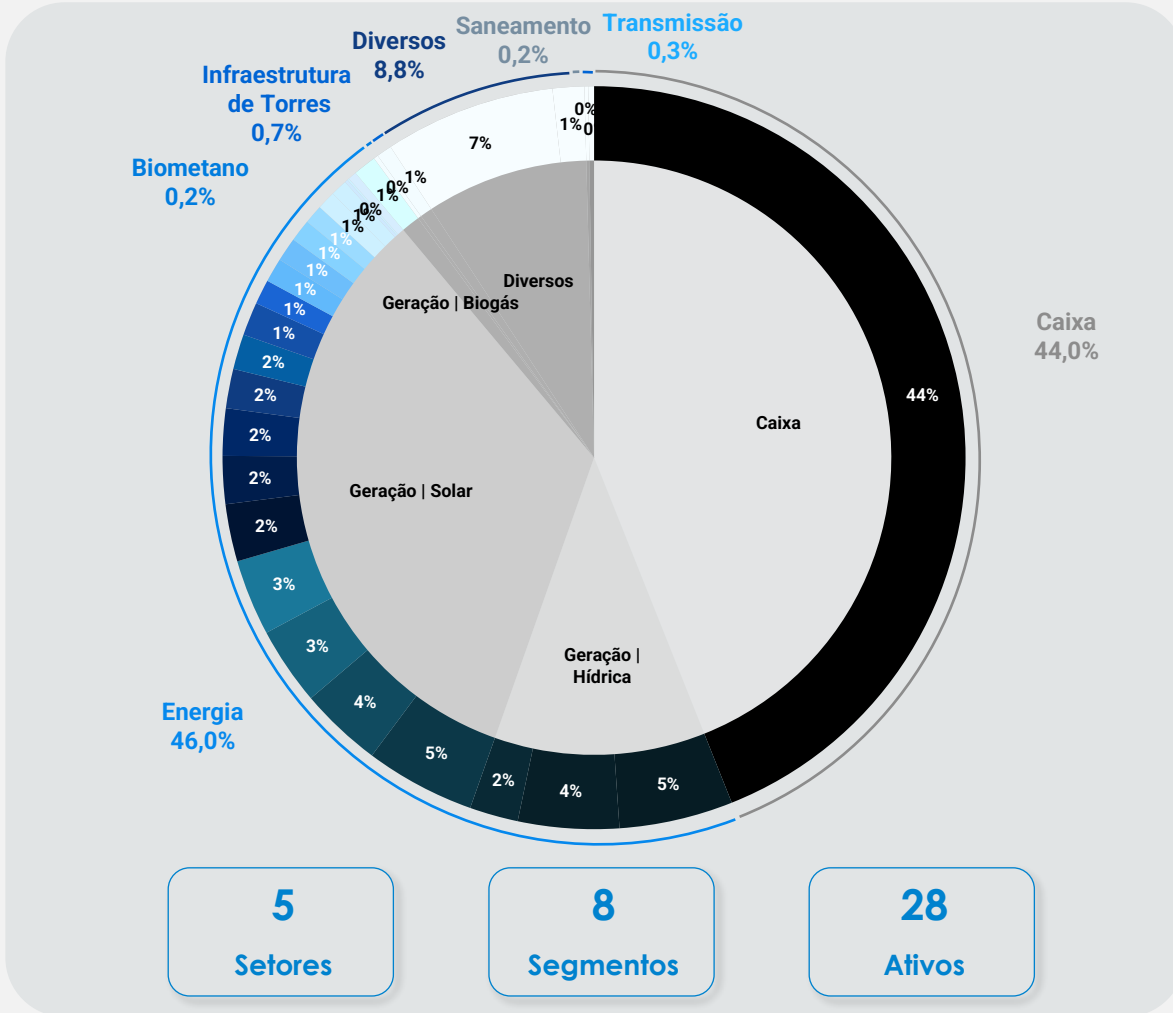 Saneamento
0,2%
Transmissão
0,3%
Diversos
8,8%
Infraestrutura
de Torres
0,7%
Biometano
0,2%
Caixa
44,0%
Energia
46,0%
44%
5%
4%
2%
5%
4%
3%
3%
2%
2%
2%
2%
2%
1%
1%
1%
1%
1%
1%
1%
1%
0%
1%
0%
1%
7%
1%
0%
0
Caixa
Geração |
Hídrica
Geração | Solar
Geração | Biogás
Diversos
5
Setores
8
Segmentos
28
Ativos